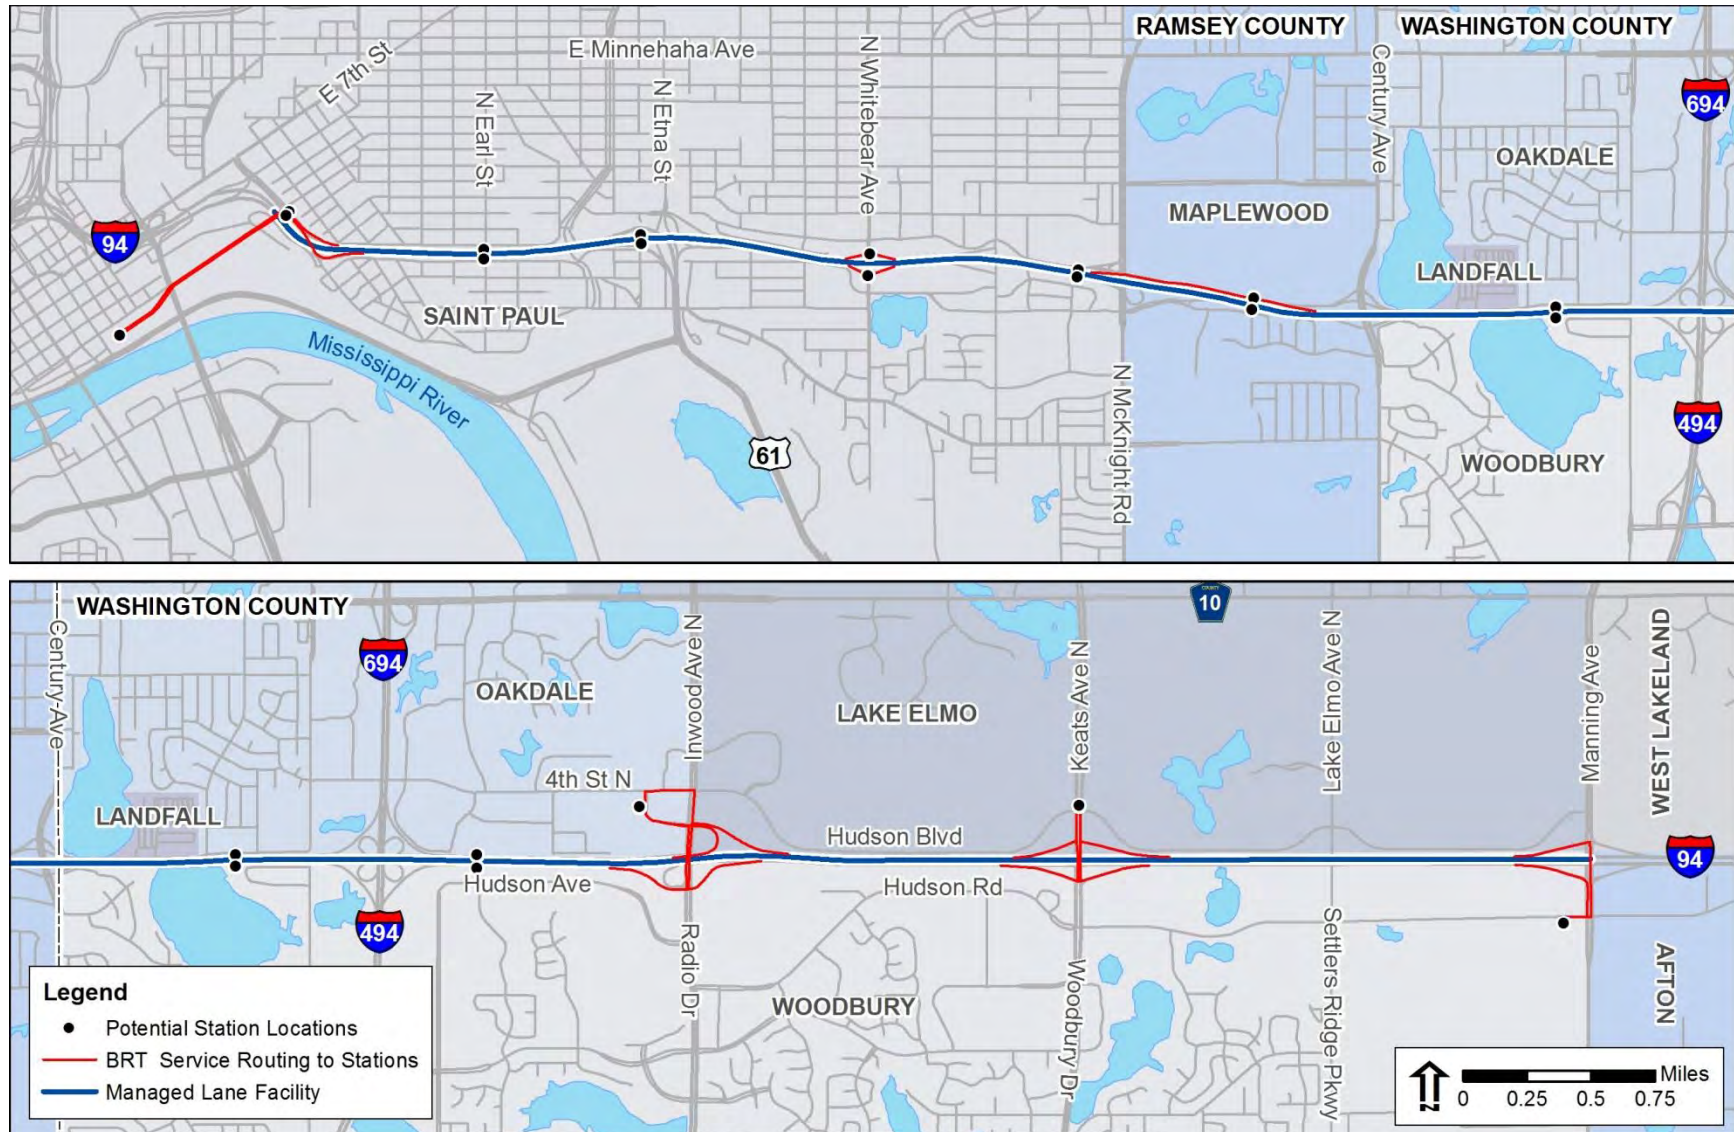 RAMSEY COUNTY
WASHINGTON COUNTY
E Minnehaha Ave
E 7th St
N Earl St
N Etna St
N Whitebear Ave
Century Ave
694
OAKDALE
MAPLEWOOD
94
LANDFALL
SAINT PAUL
Mississippi River
N McKnight Rd
494
61
WOODBURY
WASHINGTON COUNTY
COUNTY
10
Century Ave
694
OAKDALE
Inwood Ave N
LAKE ELMO
Keats Ave N
Lake Elmo Ave N
Manning Ave
WEST LAKELAND
4th St N
LANDFALL
Hudson Blvd
94
Hudson Ave
Hudson Rd
494
Radio Dr
WOODBURY
Woodbury Dr
Settlers Ridge Pkwy
AFTON
Legend
Potential Station Locations
BRT Service Routing to Stations
Managed Lane Facility
N
Miles
0 0.25 0.5 0.75